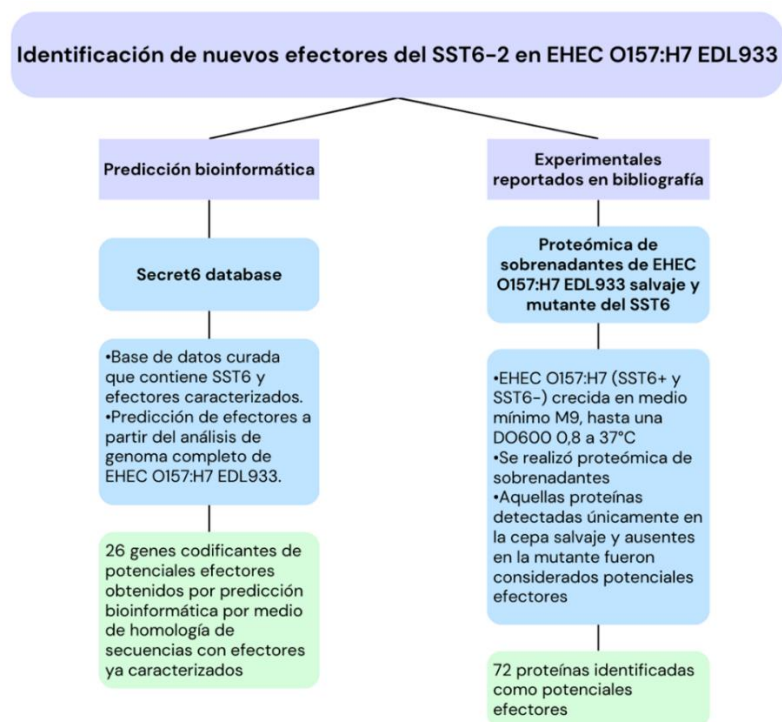 Identificación de nuevos efectores del SST6-2 en EHEC O157:H7 EDL933
Predicción bioinformática
Secret6 database
•Base de datos curada
que contiene SST6 y
efectores caracterizados.
•Predicción de efectores a
partir del análisis de
genoma completo de
EHEC O157:H7 EDL933.
26 genes codificantes de
potenciales efectores
obtenidos por predicción
bioinformática por medio
de homología de
secuencias con efectores
ya caracterizados
Experimentales
reportados en bibliografía
Proteómica de
sobrenadantes de EHEC
O157:H7 EDL933 salvaje y
mutante del SST6
•EHEC O157:H7 (SST6+ y
SST6-) crecida en medio
mínimo M9, hasta una
DO600 0,8 a 37°C
•Se realizó proteómica de
sobrenadantes
•Aquellas proteínas
detectadas únicamente en
la cepa salvaje y ausentes
en la mutante fueron
considerados potenciales
efectores
72 proteínas identificadas
como potenciales
efectores